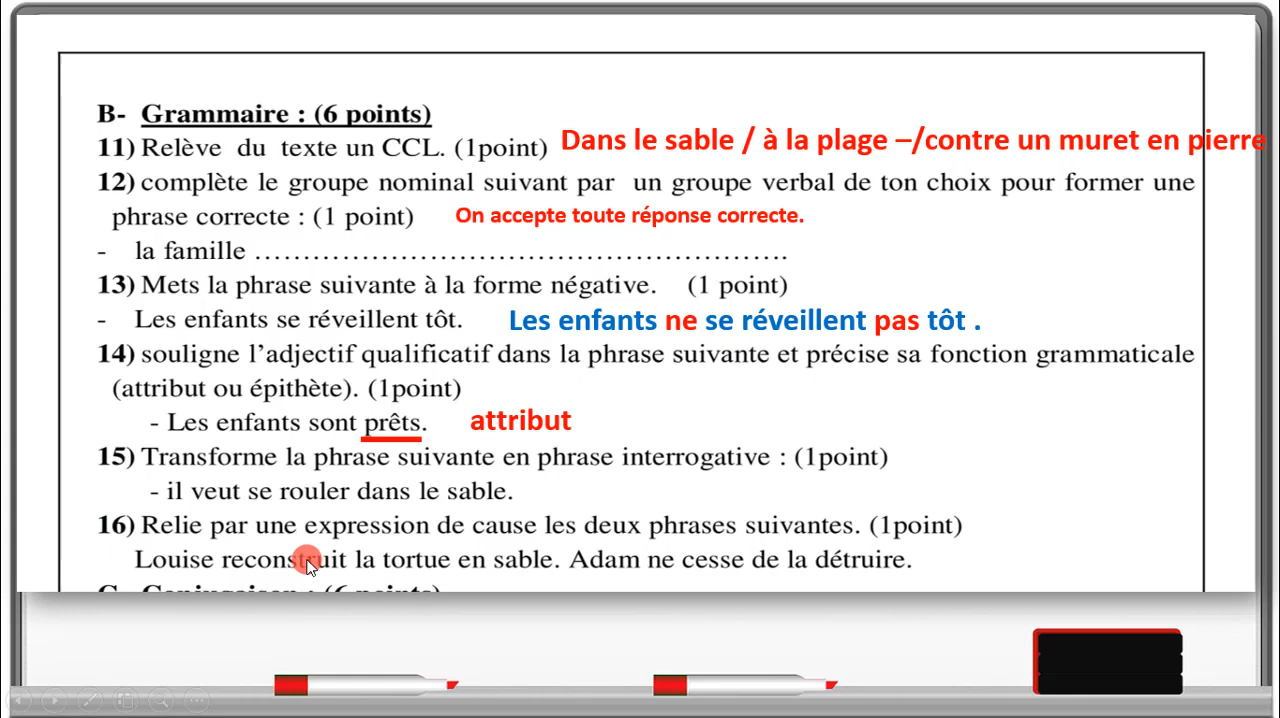 B- Grammaire : (6 points)
11) Relève du texte un CCL. (1point) Dans le sable / à la plage –/contre un muret en pierre
12) complète le groupe nominal suivant par un groupe verbal de ton choix pour former une
phrase correcte : (1 point) On accepte toute réponse correcte.
- la famille ……………………………………………….
13) Mets la phrase suivante à la forme négative. (1 point)
- Les enfants se réveillent tôt. Les enfants ne se réveillent pas tôt .
14) souligne l’adjectif qualificatif dans la phrase suivante et précise sa fonction grammaticale
(attribut ou épithète). (1point)
- Les enfants sont prêts. attribut
15) Transforme la phrase suivante en phrase interrogative : (1point)
- il veut se rouler dans le sable.
16) Relie par une expression de cause les deux phrases suivantes. (1point)
Louise reconstruit la tortue en sable. Adam ne cesse de la détruire.
C- Conjugaison : (6 points)